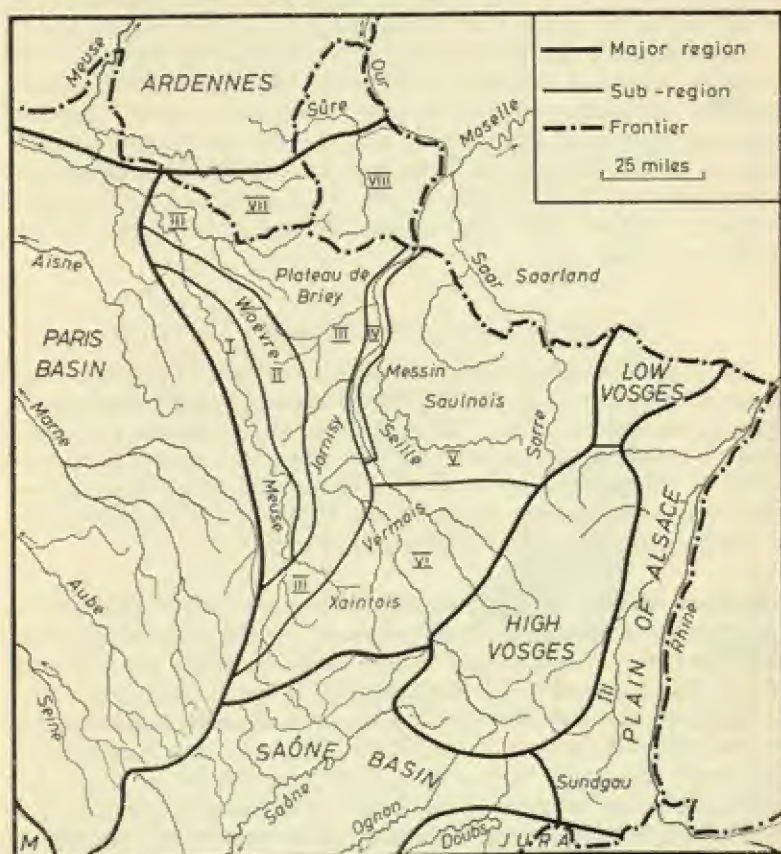 Major region
Sub-region
Frontier
25 miles
Meuse
ARDENNES
Our
Sûre
Moselle
VIII
VII
III
Aisne
Plateau de
Briey
Saar
Saarland
Woëvre
III
IV
PARIS
BASIN
I
II
Messin
LOW
VOSGES
Saulnois
Marne
Jarnisy
Seille
Sarre
V
Meuse
Vermois
PLAIN OF ALSACE
VI
Aube
III
Xaintois
HIGH
VOSGES
Rhine
Ill
Seine
SAÔNE
BASIN
Saône
Sundgau
Ognon
Doubs
JURA
M